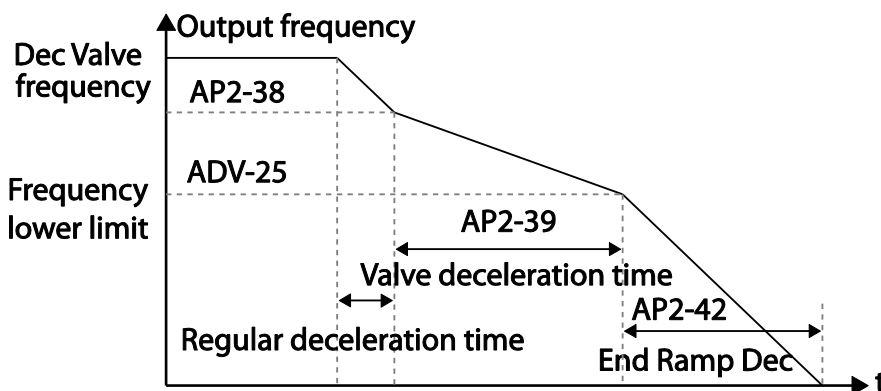 Output frequency
Dec Valve
frequency
AP2-38
ADV-25
Frequency
lower limit
AP2-39
Valve deceleration time
AP2-42
Regular deceleration time
End Ramp Dec
t